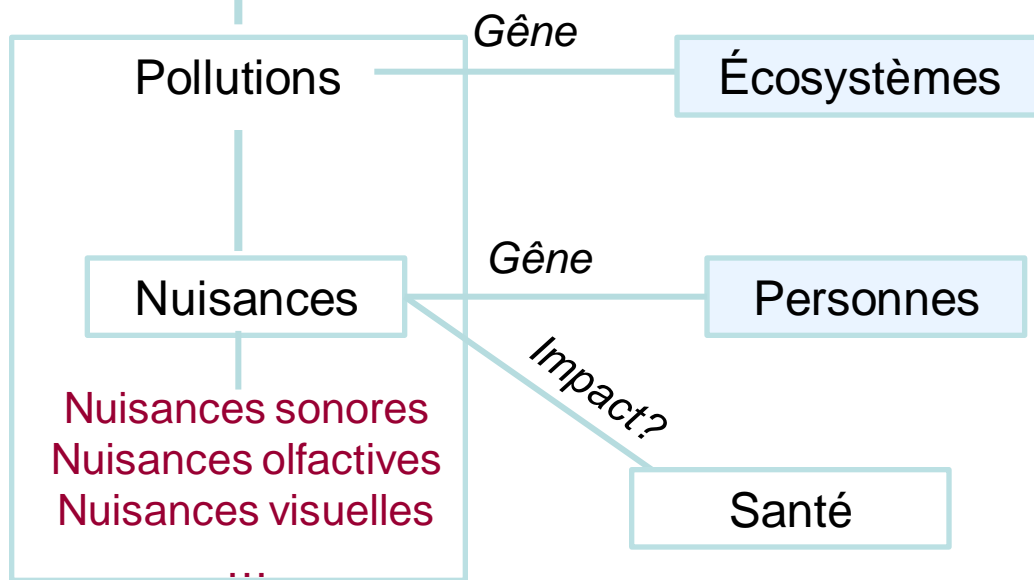 Gêne
Pollutions
Écosystèmes
Gêne
Nuisances
Personnes
Impact?
Nuisances sonores
Nuisances olfactives
Nuisances visuelles
...
Santé